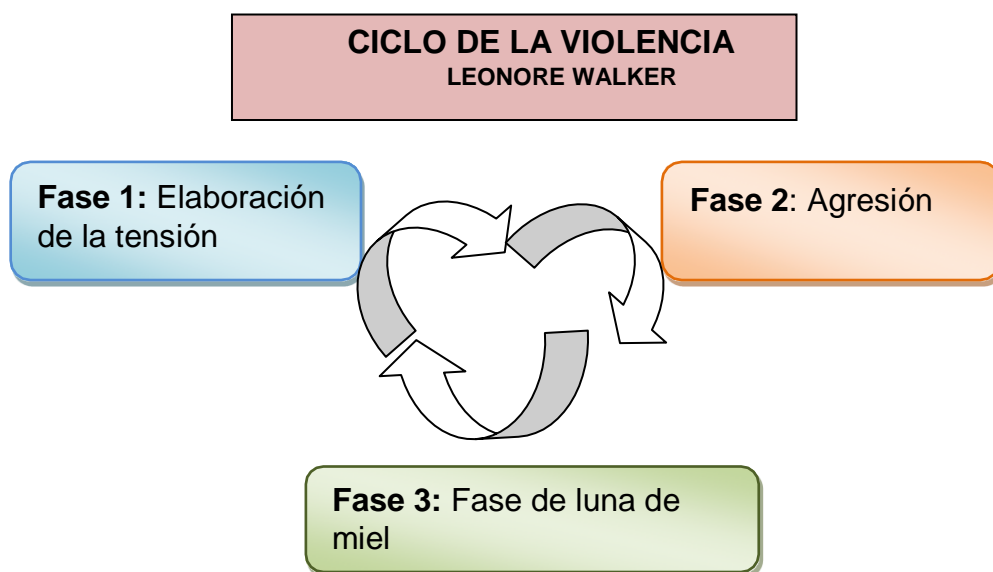 CICLO DE LA VIOLENCIA
LEONORE WALKER
Fase 1: Elaboración
de la tensión
Fase 2: Agresión
Fase 3: Fase de luna de
miel